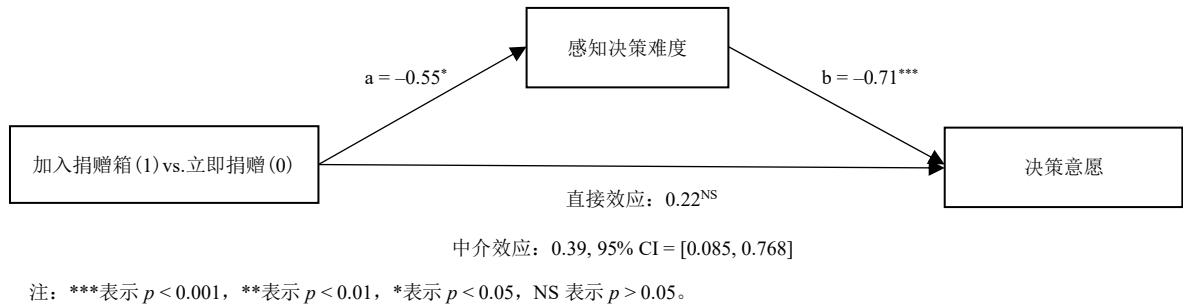 感知决策难度
a = –0.55*
b = –0.71***
加入捐赠箱(1) vs.立即捐赠(0)
决策意愿
直接效应：0.22NS
中介效应：0.39, 95% CI = [0.085, 0.768]
注：***表示 p < 0.001，**表示 p < 0.01，*表示 p < 0.05，NS 表示 p > 0.05。